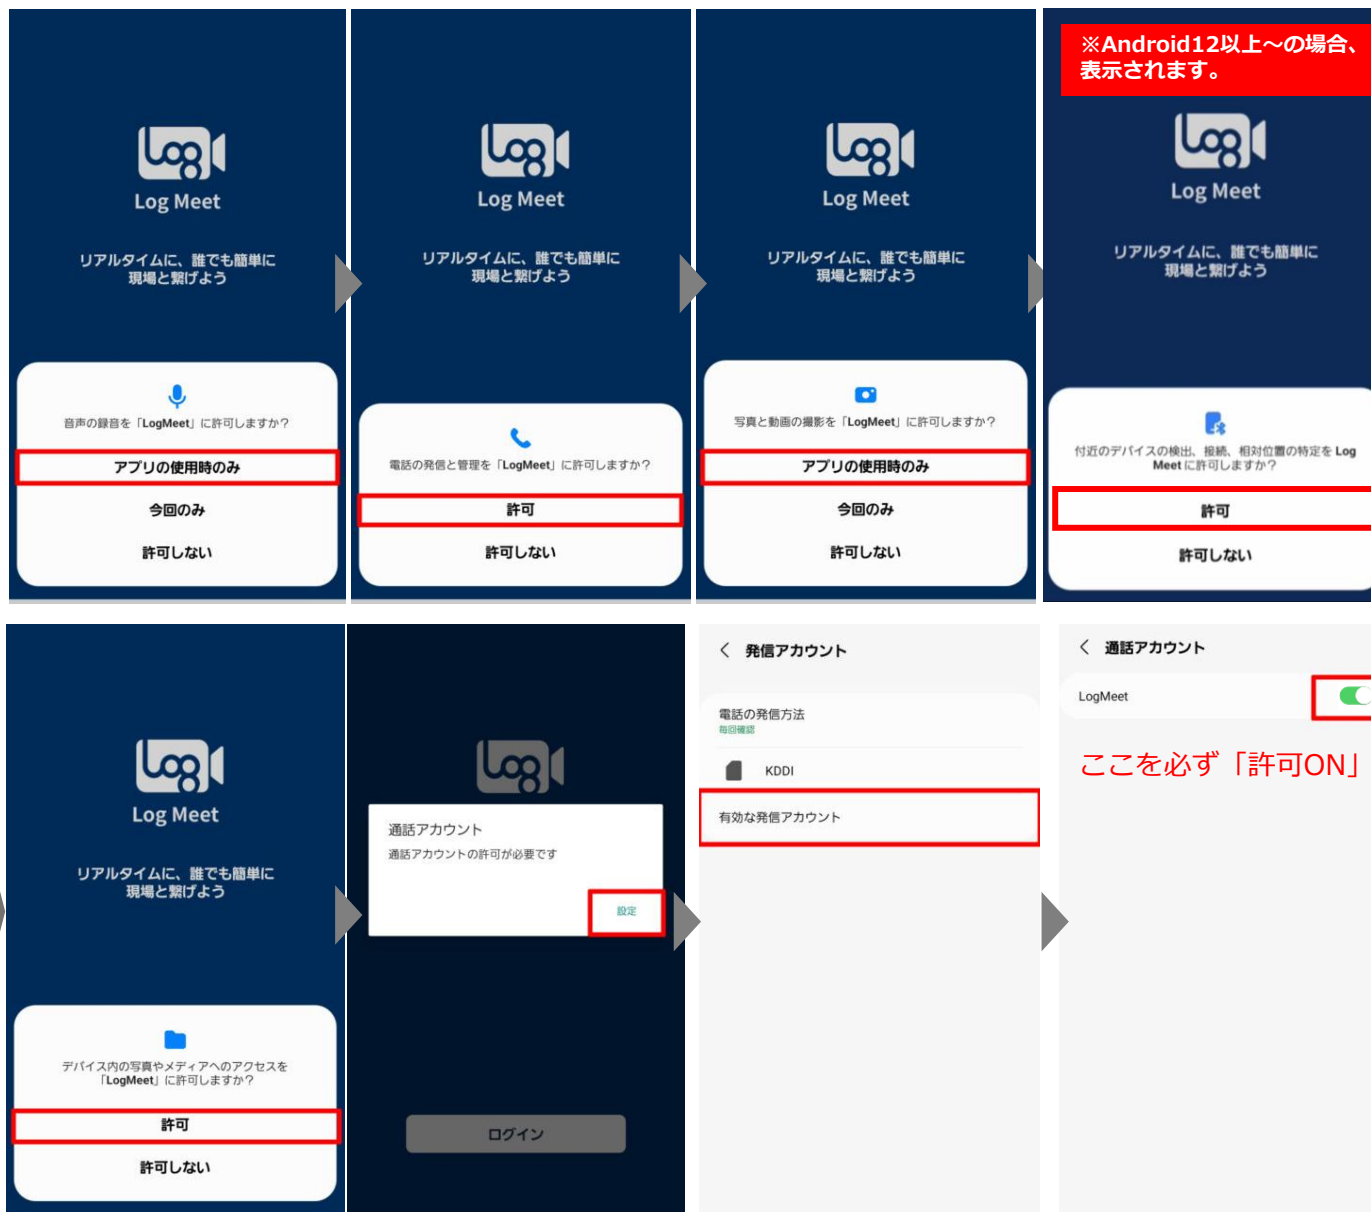 Log
Log Meet
リアルタイムに、誰でも簡単に
現場と繋げよう
音声の録音を「LogMeet」に許可しますか？
アプリの使用時のみ
今回のみ
許可しない
Log
Log Meet
リアルタイムに、誰でも簡単に
現場と繋げよう
電話の発信と管理を「LogMeet」に許可しますか？
許可
許可しない
Log
Log Meet
リアルタイムに、誰でも簡単に
現場と繋げよう
写真と動画の撮影を「LogMeet」に許可しますか？
アプリの使用時のみ
今回のみ
許可しない
※Android12以上～の場合、
表示されます。
Log
Log Meet
リアルタイムに、誰でも簡単に
現場と繋げよう
付近のデバイスの検出、接続、相対位置の特定を Log
Meet に許可しますか？
許可
許可しない
Log
Log Meet
リアルタイムに、誰でも簡単に
現場と繋げよう
デバイス内の写真やメディアへのアクセスを
「LogMeet」に許可しますか？
許可
許可しない
Log
通話アカウント
通話アカウントの許可が必要です
設定
ログイン
発信アカウント
電話の発信方法
毎回確認
KDDI
有効な発信アカウント
通話アカウント
LogMeet
ここを必ず「許可ON」